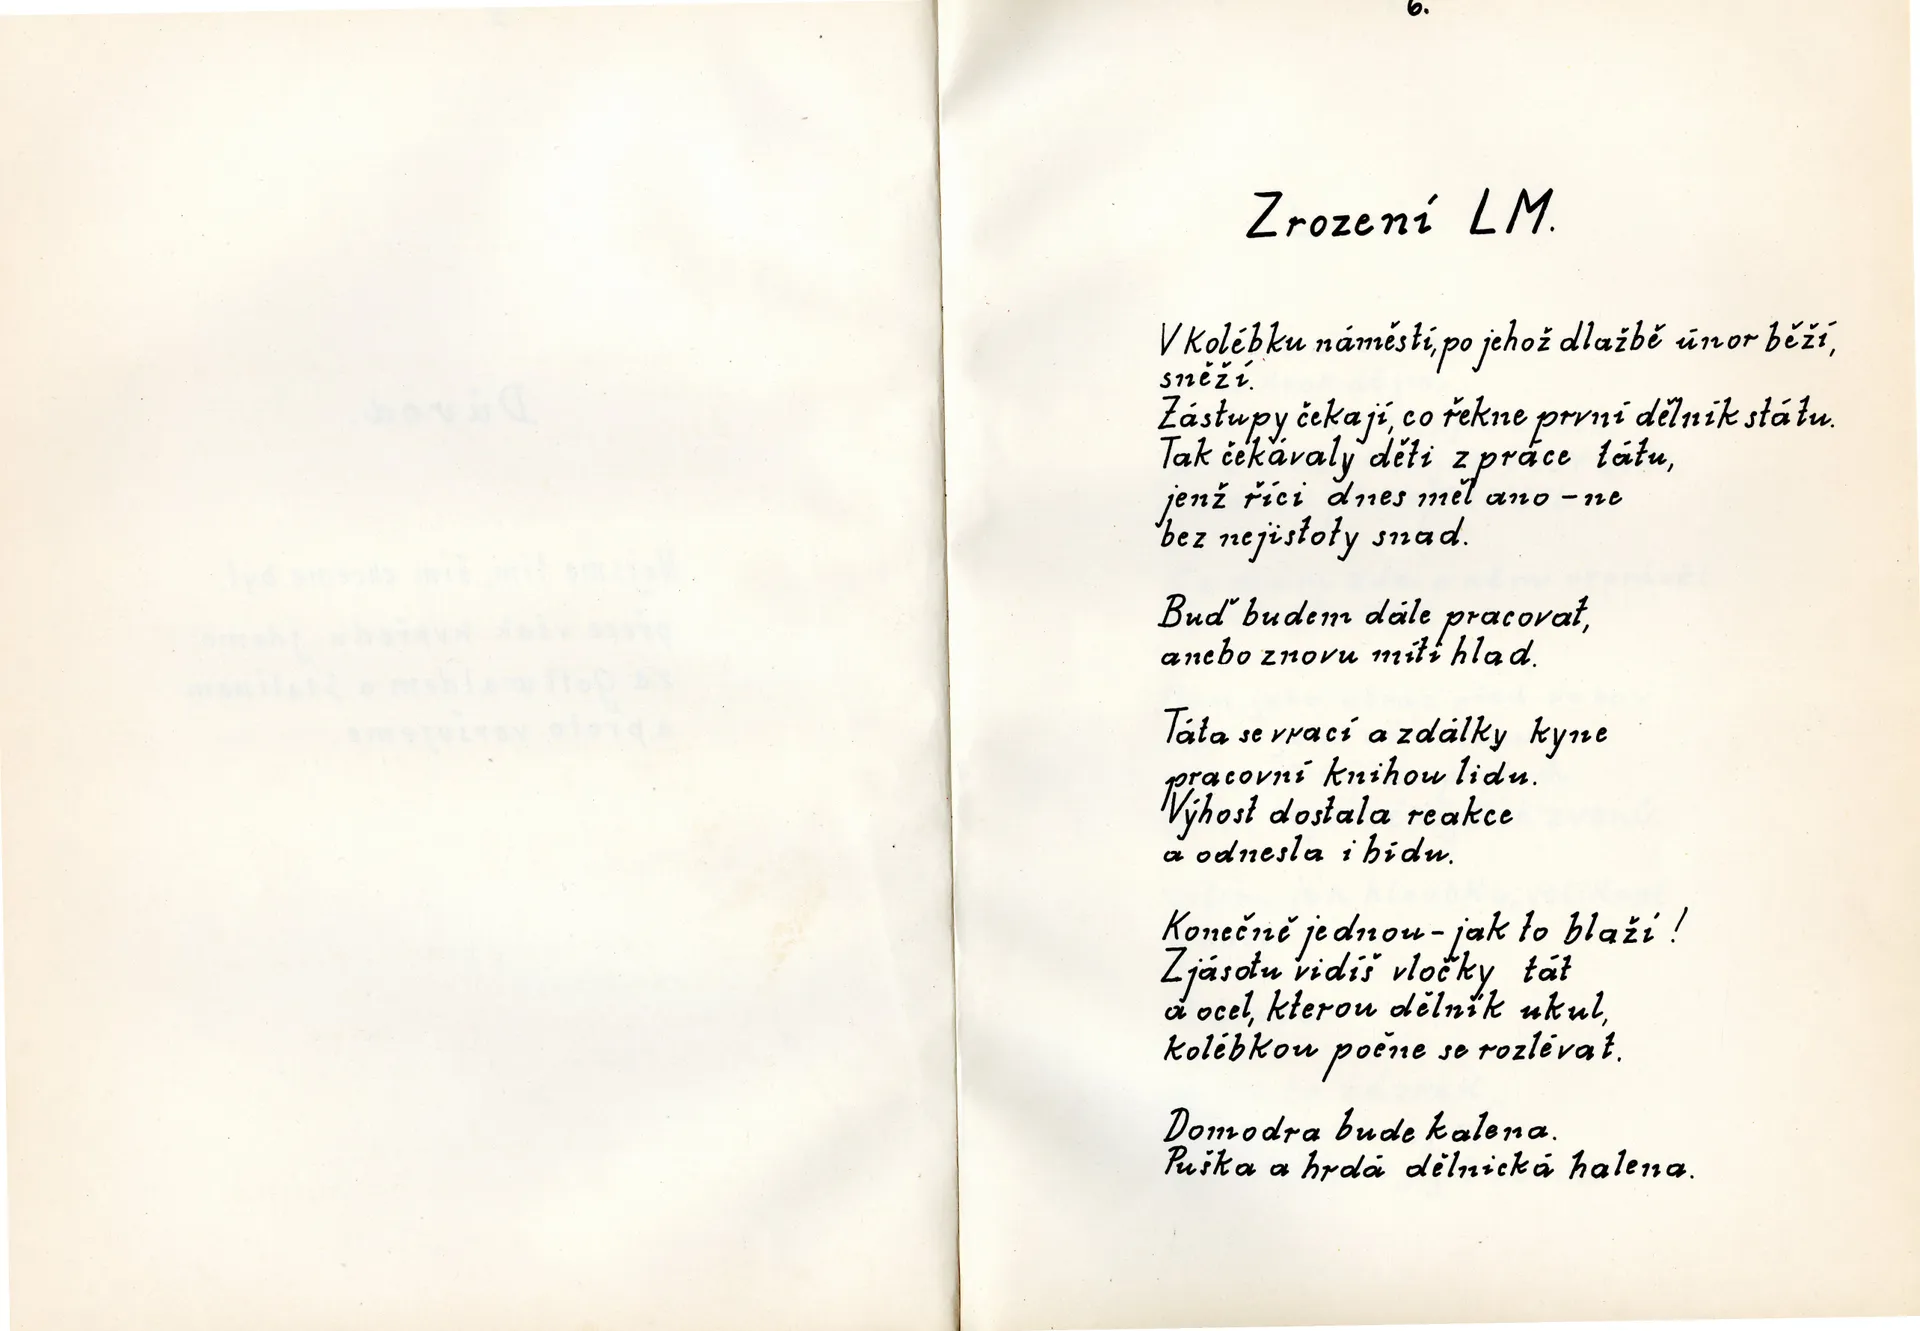 6.
Zrození LM.
V kolébku náměstí, po jehož dlažbě únor běží,
sněží.
Zástupy čekají, co řekne první dělník státu.
Tak čekávaly děti z práce tátu,
jenž říci dnes měl ano - ne
bez nejistoty snad.
Buď budem dále pracovat,
anebo znovu míti hlad.
Táta se vrací a zdálky kyne
pracovní knihou lidu.
Výhost dostala reakce
a odnesla i bídu.
Konečně jednou - jak to blaží!
Z jásotu vidíš vločky tát
a ocel, kterou dělník ukul,
kolébkou počne se rozlévat.
Domodra bude kalena.
Puška a hrdá dělnická halena.